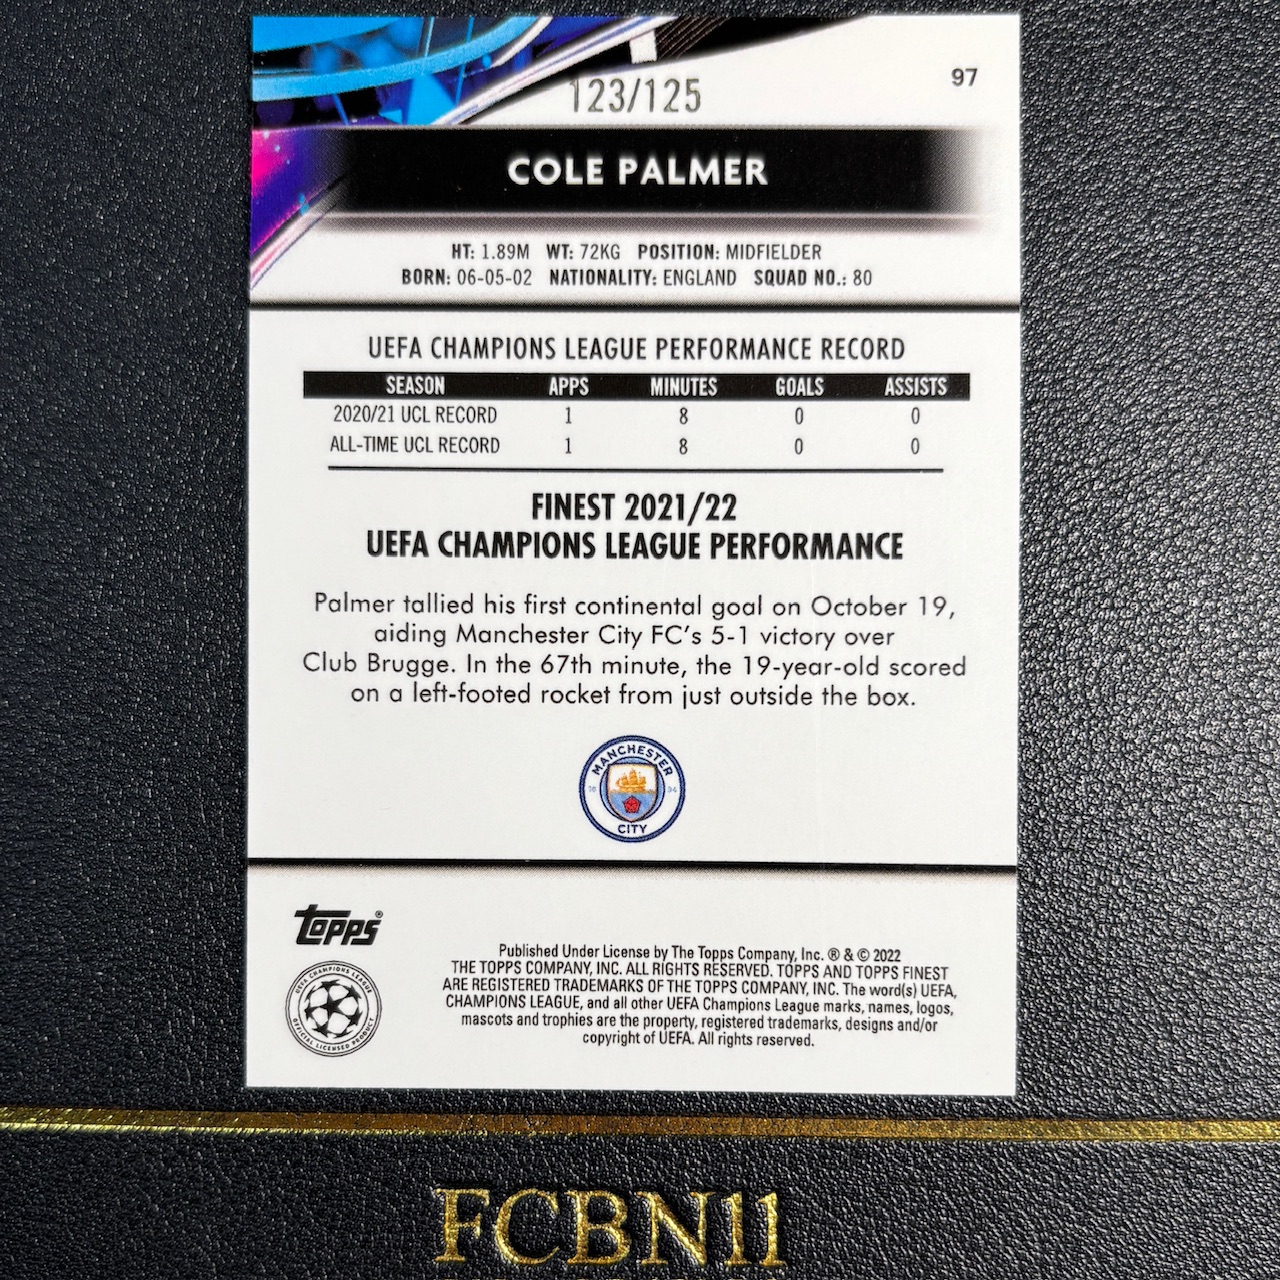 123/125
97
COLE PALMER
HT: 1.89M WT: 72KG POSITION: MIDFIELDER
BORN: 06-05-02 NATIONALITY: ENGLAND SQUAD NO.: 80
UEFA CHAMPIONS LEAGUE PERFORMANCE RECORD
SEASON APPS MINUTES GOALS ASSISTS
2020/21 UCL RECORD 1 8 0 0
ALL-TIME UCL RECORD 1 8 0 0
FINEST 2021/22
UEFA CHAMPIONS LEAGUE PERFORMANCE
Palmer tallied his first continental goal on October 19,
aiding Manchester City FC's 5-1 victory over
Club Brugge. In the 67th minute, the 19-year-old scored
on a left-footed rocket from just outside the box.
MANCHESTER
18 94
CITY
Topps®
UEFA CHAMPIONS LEAGUE
OFFICIAL LICENSED PRODUCT
Published Under License by The Topps Company, Inc. ® & © 2022
THE TOPPS COMPANY, INC. ALL RIGHTS RESERVED. TOPPS AND TOPPS FINEST
ARE REGISTERED TRADEMARKS OF THE TOPPS COMPANY, INC. The word(s) UEFA,
CHAMPIONS LEAGUE, and all other UEFA Champions League marks, names, logos,
mascots and trophies are the property, registered trademarks, designs and/or
copyright of UEFA. All rights reserved.
FCBN11